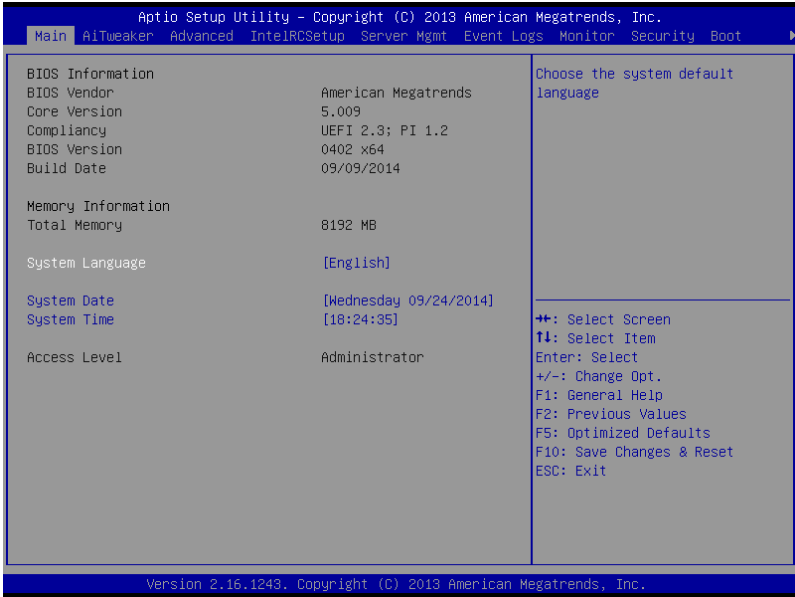 Aptio Setup Utility – Copyright (C) 2013 American Megatrends, Inc.
Main AiTweaker Advanced IntelRCSetup Server Mgmt Event Logs Monitor Security Boot
BIOS Information
BIOS Vendor American Megatrends
Core Version 5.009
Compliancy UEFI 2.3; PI 1.2
BIOS Version 0402 x64
Build Date 09/09/2014
Memory Information
Total Memory 8192 MB
System Language [English]
System Date [Wednesday 09/24/2014]
System Time [18:24:35]
Access Level Administrator
Choose the system default
language
→←: Select Screen
↑↓: Select Item
Enter: Select
+/-: Change Opt.
F1: General Help
F2: Previous Values
F5: Optimized Defaults
F10: Save Changes & Reset
ESC: Exit
Version 2.16.1243. Copyright (C) 2013 American Megatrends, Inc.